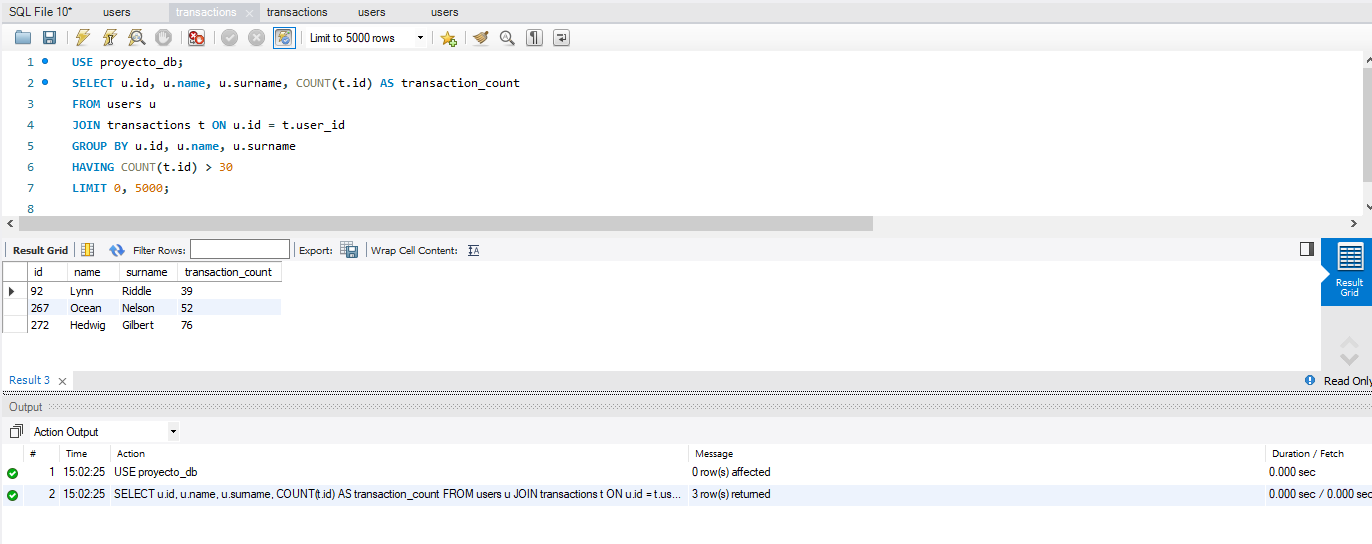 SQL File 10* users transactions transactions users users
Limit to 5000 rows
1 USE proyecto_db;
2 SELECT u.id, u.name, u.surname, COUNT(t.id) AS transaction_count
3 FROM users u
4 JOIN transactions t ON u.id = t.user_id
5 GROUP BY u.id, u.name, u.surname
6 HAVING COUNT(t.id) > 30
7 LIMIT 0, 5000;
8
Result Grid Filter Rows: Export: Wrap Cell Content:
id name surname transaction_count
92 Lynn Riddle 39
267 Ocean Nelson 52
272 Hedwig Gilbert 76
Result
Grid
Result 3 Read Only
Output
Action Output
# Time Action Message Duration / Fetch
1 15:02:25 USE proyecto_db 0 row(s) affected 0.000 sec
2 15:02:25 SELECT u.id, u.name, u.surname, COUNT(t.id) AS transaction_count FROM users u JOIN transactions t ON u.id = t.us... 3 row(s) returned 0.000 sec / 0.000 sec